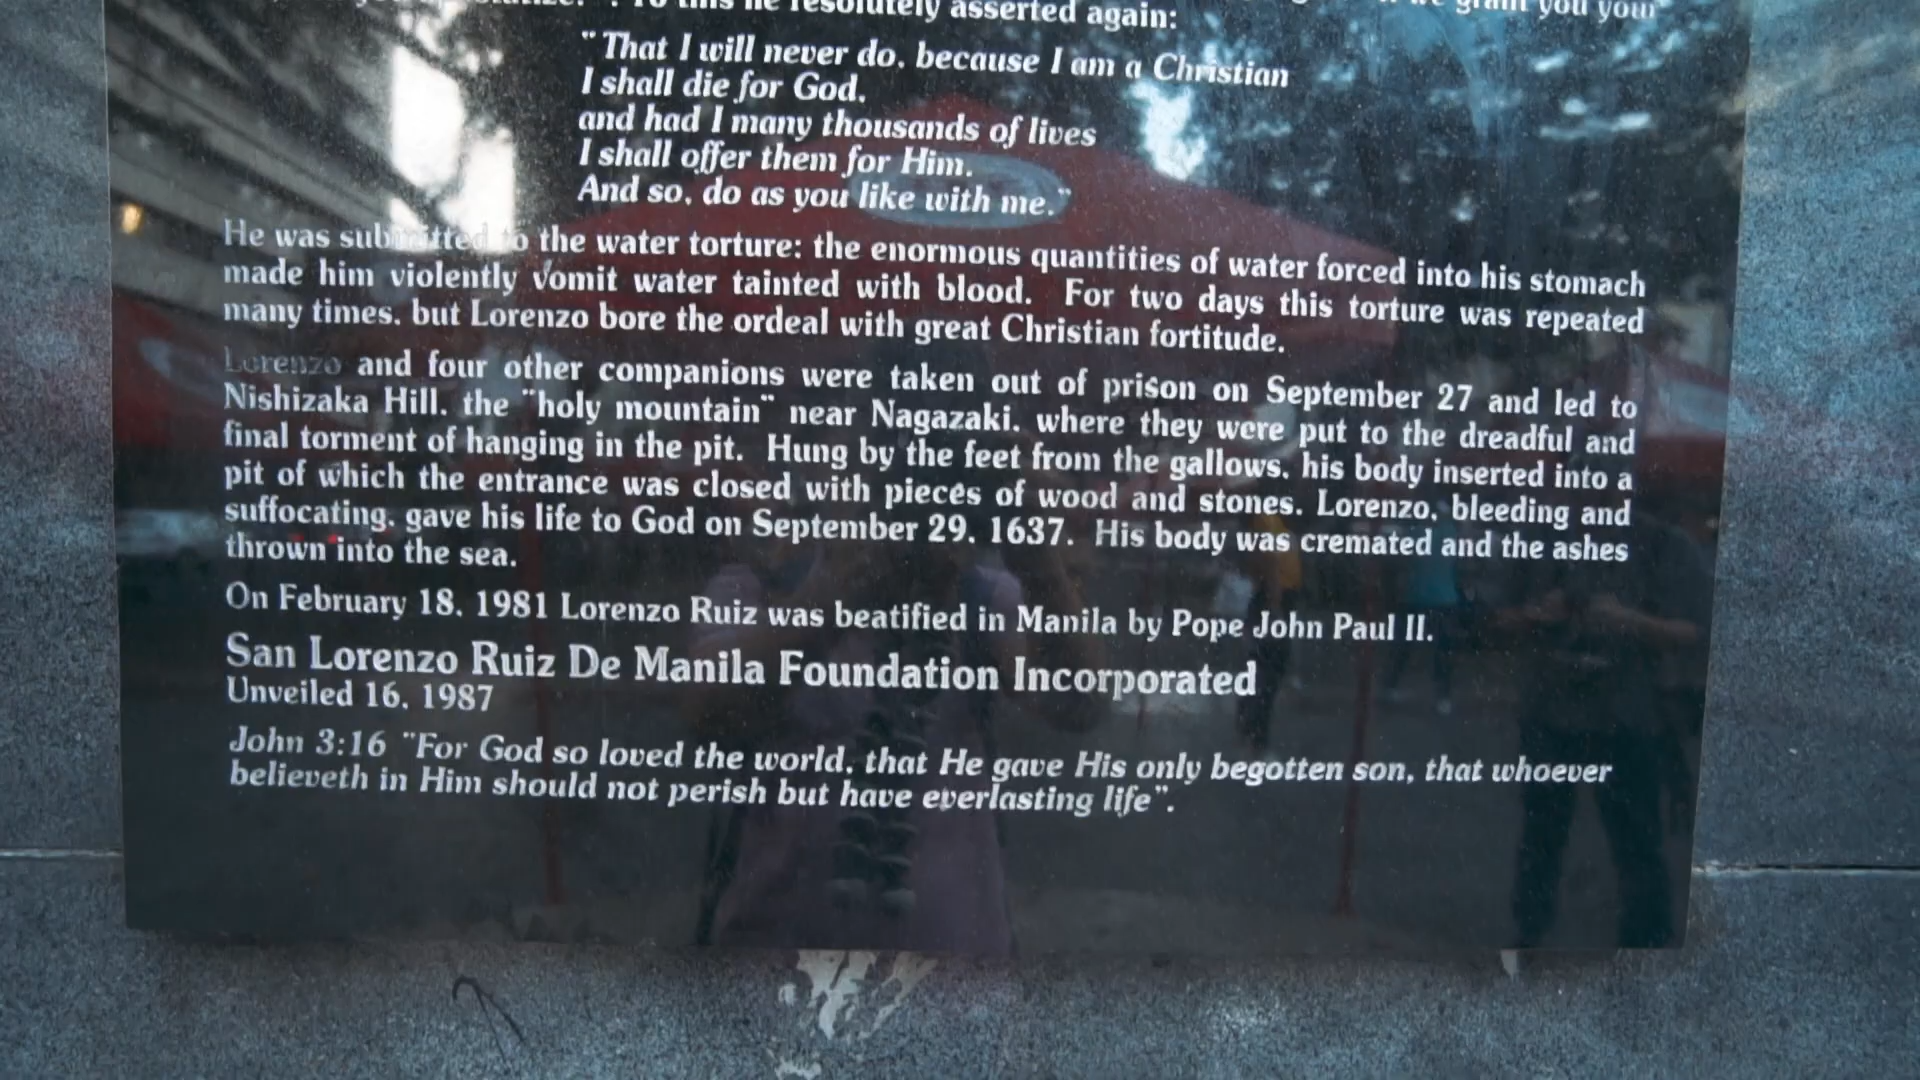 To this he resolutely asserted again:
"That I will never do, because I am a Christian
I shall die for God,
and had I many thousands of lives
I shall offer them for Him.
And so, do as you like with me."
He was submitted to the water torture: the enormous quantities of water forced into his stomach
made him violently vomit water tainted with blood. For two days this torture was repeated
many times, but Lorenzo bore the ordeal with great Christian fortitude.
Lorenzo and four other companions were taken out of prison on September 27 and led to
Nishizaka Hill, the "holy mountain" near Nagazaki, where they were put to the dreadful and
final torment of hanging in the pit. Hung by the feet from the gallows, his body inserted into a
pit of which the entrance was closed with pieces of wood and stones. Lorenzo, bleeding and
suffocating, gave his life to God on September 29, 1637. His body was cremated and the ashes
thrown into the sea.
On February 18, 1981 Lorenzo Ruiz was beatified in Manila by Pope John Paul II.
San Lorenzo Ruiz De Manila Foundation Incorporated
Unveiled 16, 1987
John 3:16 "For God so loved the world, that He gave His only begotten son, that whoever
believeth in Him should not perish but have everlasting life".